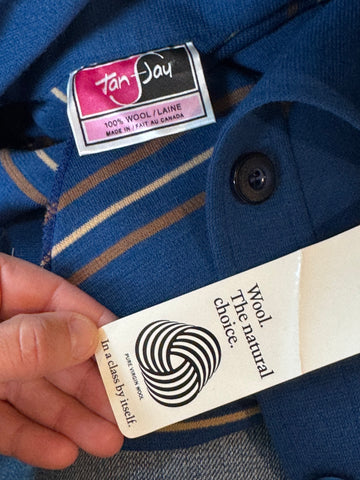 Tan Jay
100% WOOL/LAINE
MADE IN/FAIT AU CANADA
Wool.
The natural
choice.
PURE VIRGIN WOOL
In a class by itself.